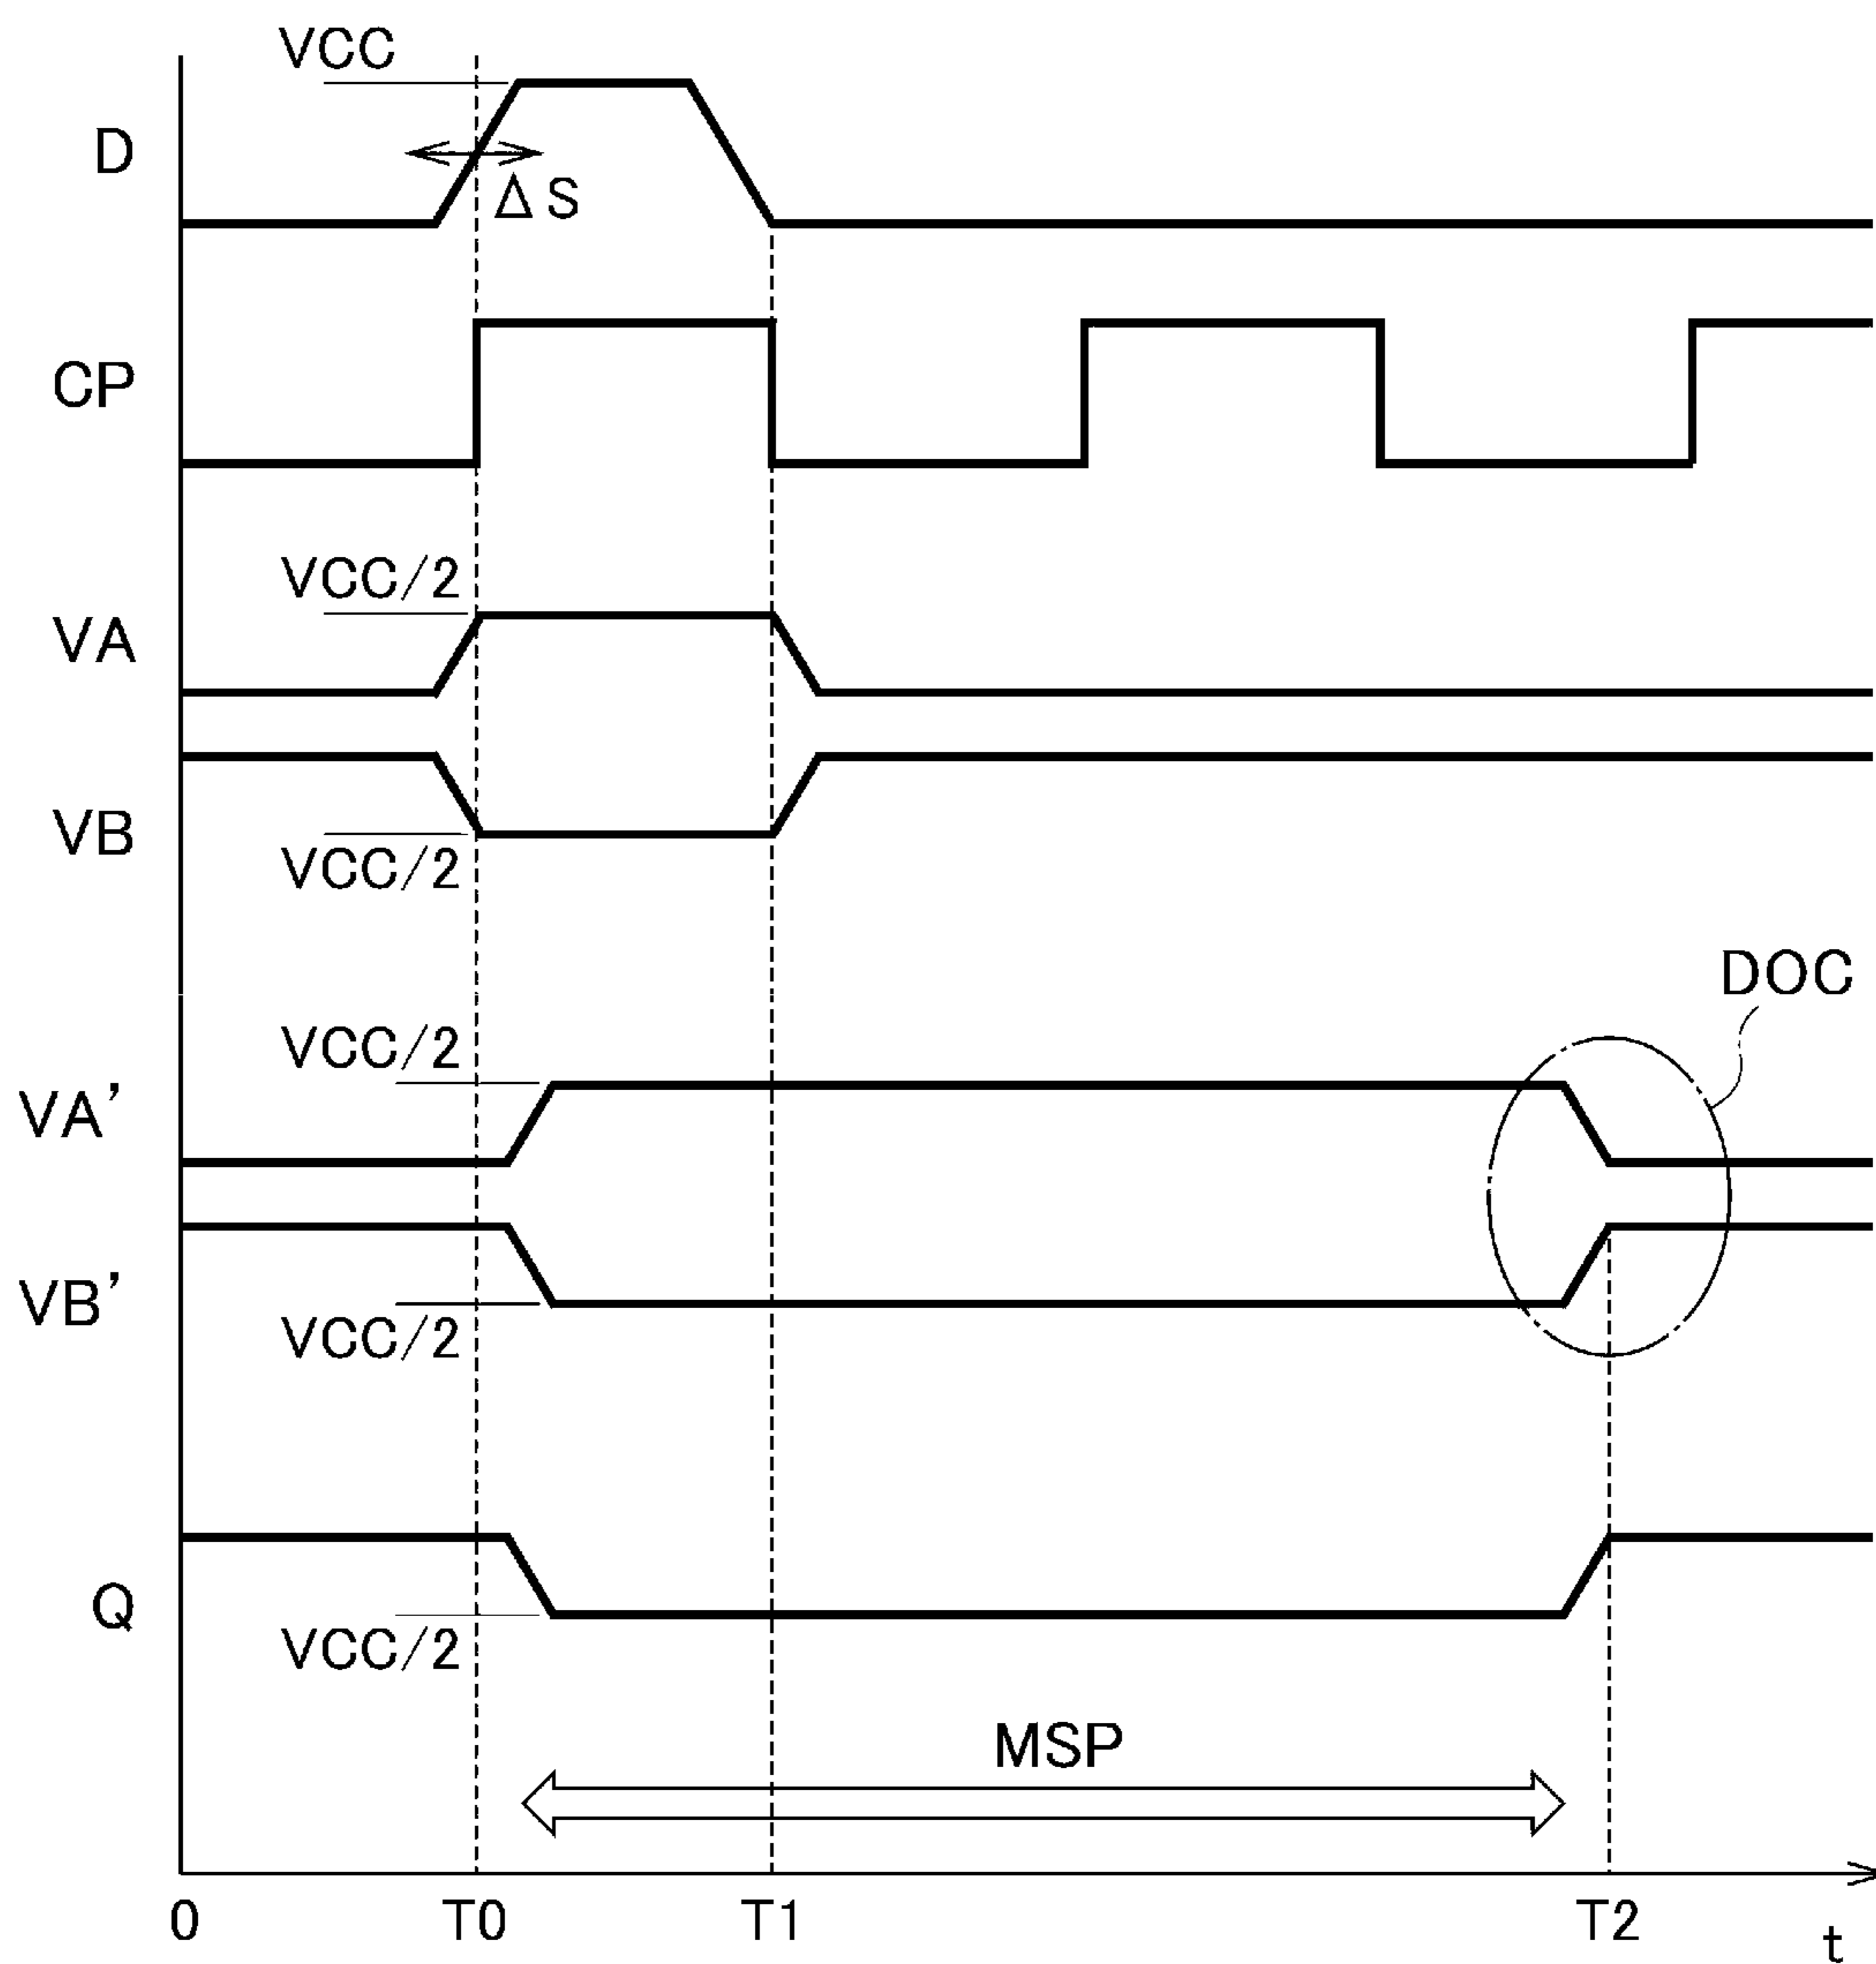 VCC
D
ΔS
CP
VCC/2
VA
VB
VCC/2
DOC
VCC/2
VA'
VB'
VCC/2
Q
VCC/2
MSP
0 T0 T1 T2 t